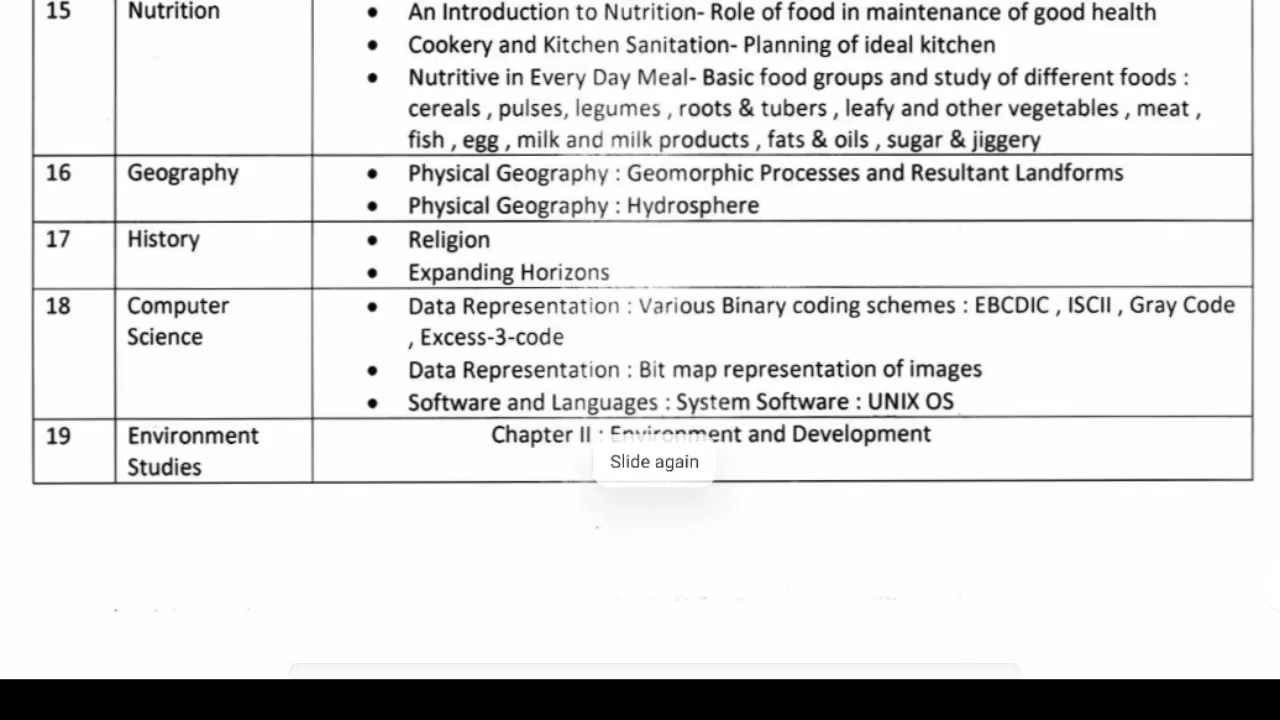 15 Nutrition • An Introduction to Nutrition- Role of food in maintenance of good health
• Cookery and Kitchen Sanitation- Planning of ideal kitchen
• Nutritive in Every Day Meal- Basic food groups and study of different foods :
cereals , pulses, legumes , roots & tubers , leafy and other vegetables , meat ,
fish , egg , milk and milk products , fats & oils , sugar & jiggery
16 Geography • Physical Geography : Geomorphic Processes and Resultant Landforms
• Physical Geography : Hydrosphere
17 History • Religion
• Expanding Horizons
18 Computer • Data Representation : Various Binary coding schemes : EBCDIC , ISCII , Gray Code
Science , Excess-3-code
• Data Representation : Bit map representation of images
• Software and Languages : System Software : UNIX OS
19 Environment Chapter II : Environment and Development
Studies
Slide again